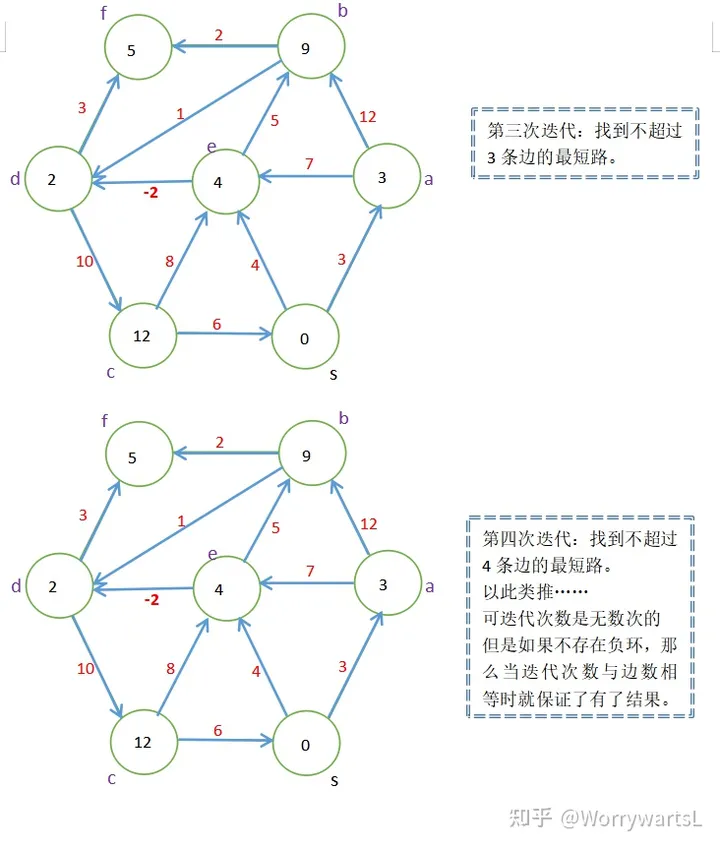 f
b
5
2
9
3
1
5
12
e
d
2
-2
4
7
3
a
10
8
4
3
12
6
0
c
s
第三次迭代：找到不超过
3 条边的最短路。
f
b
5
2
9
3
1
5
12
e
d
2
-2
4
7
3
a
10
8
4
3
12
6
0
c
s
第四次迭代：找到不超过
4 条边的最短路。
以此类推……
可迭代次数是无数次的
但是如果不存在负环，那
么当迭代次数与边数相
等时就保证了有了结果。
知乎 @WorrywartsL